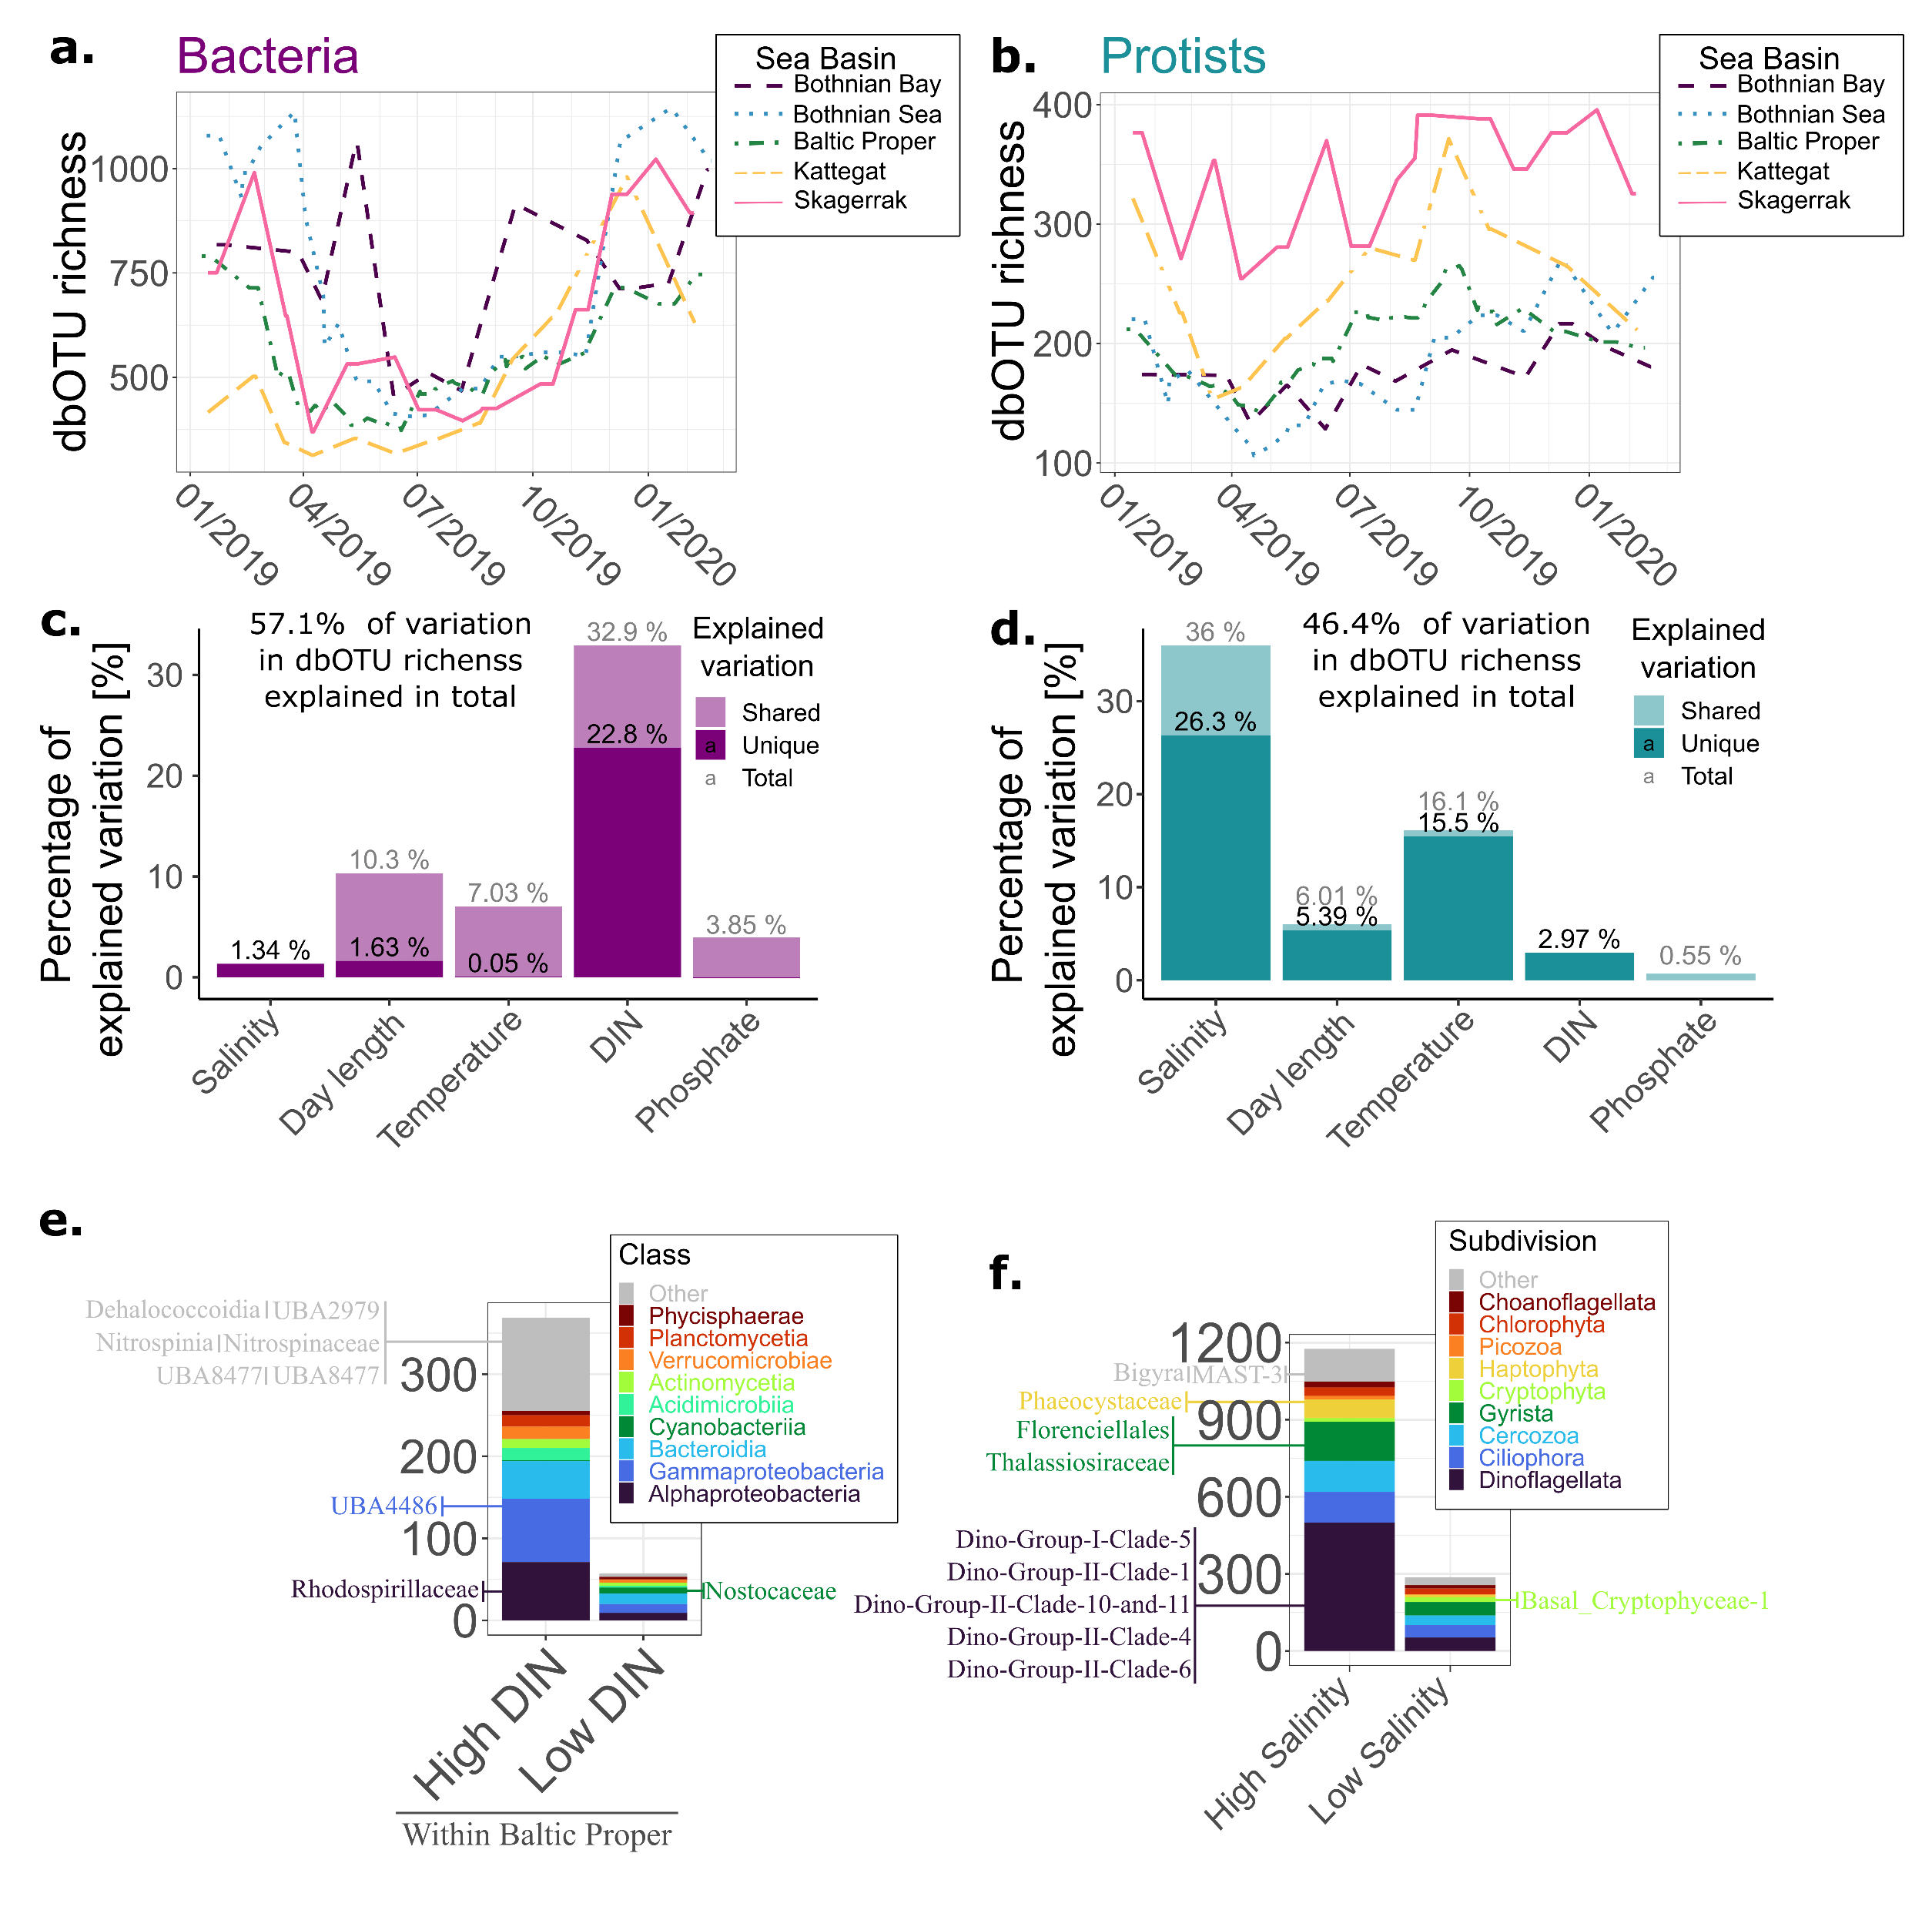 a.
Bacteria
Sea Basin
Bothnian Bay
Bothnian Sea
Baltic Proper
Kattegat
Skagerrak
dbOTU richness
1000
750
500
01/2019
04/2019
07/2019
10/2019
01/2020
b.
Protists
Sea Basin
Bothnian Bay
Bothnian Sea
Baltic Proper
Kattegat
Skagerrak
dbOTU richness
400
300
200
100
01/2019
04/2019
07/2019
10/2019
01/2020
c.
57.1% of variation
in dbOTU richenss
explained in total
Explained
variation
Shared
a Unique
a Total
Percentage of
explained variation [%]
30
20
10
0
1.34 %
10.3 %
1.63 %
7.03 %
0.05 %
32.9 %
22.8 %
3.85 %
Salinity
Day length
Temperature
DIN
Phosphate
d.
46.4% of variation
in dbOTU richenss
explained in total
Explained
variation
Shared
a Unique
a Total
Percentage of
explained variation [%]
30
20
10
0
36 %
26.3 %
6.01 %
5.39 %
16.1 %
15.5 %
2.97 %
0.55 %
Salinity
Day length
Temperature
DIN
Phosphate
e.
Class
Other
Phycisphaerae
Planctomycetia
Verrucomicrobiae
Actinomycetia
Acidimicrobiia
Cyanobacteriia
Bacteroidia
Gammaproteobacteria
Alphaproteobacteria
Dehalococcoidia|UBA2979
Nitrospinia|Nitrospinaceae
UBA8477|UBA8477
UBA4486
Rhodospirillaceae
Nostocaceae
300
200
100
0
High DIN
Low DIN
Within Baltic Proper
f.
Subdivision
Other
Choanoflagellata
Chlorophyta
Picozoa
Haptophyta
Cryptophyta
Gyrista
Cercozoa
Ciliophora
Dinoflagellata
1200
900
600
300
0
Bigyra|MAST-3
Phaeocystaceae
Florenciellales
Thalassiosiraceae
Dino-Group-I-Clade-5
Dino-Group-II-Clade-1
Dino-Group-II-Clade-10-and-11
Dino-Group-II-Clade-4
Dino-Group-II-Clade-6
Basal_Cryptophyceae-1
High Salinity
Low Salinity